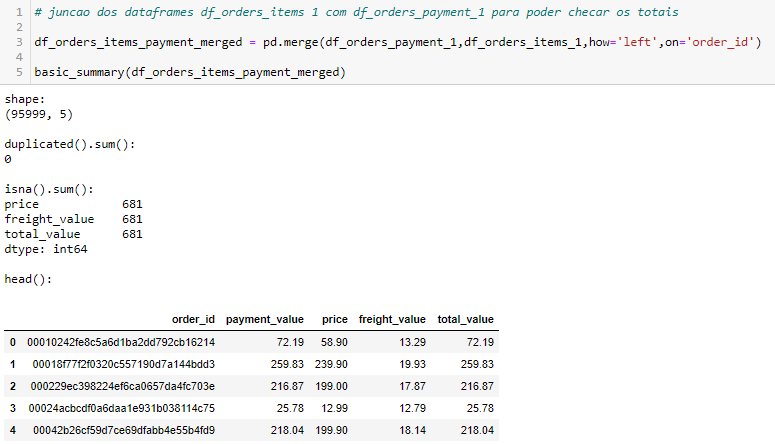 1 # juncao dos dataframes df_orders_items 1 com df_orders_payment_1 para poder checar os totais
2
3 df_orders_items_payment_merged = pd.merge(df_orders_payment_1,df_orders_items_1,how='left',on='order_id')
4
5 basic_summary(df_orders_items_payment_merged)
shape:
(95999, 5)
duplicated().sum():
0
isna().sum():
price 681
freight_value 681
total_value 681
dtype: int64
head():
order_id payment_value price freight_value total_value
0 00010242fe8c5a6d1ba2dd792cb16214 72.19 58.90 13.29 72.19
1 00018f77f2f0320c557190d7a144bdd3 259.83 239.90 19.93 259.83
2 000229ec398224ef6ca0657da4fc703e 216.87 199.00 17.87 216.87
3 00024acbcdf0a6daa1e931b038114c75 25.78 12.99 12.79 25.78
4 00042b26cf59d7ce69dfabb4e55b4fd9 218.04 199.90 18.14 218.04